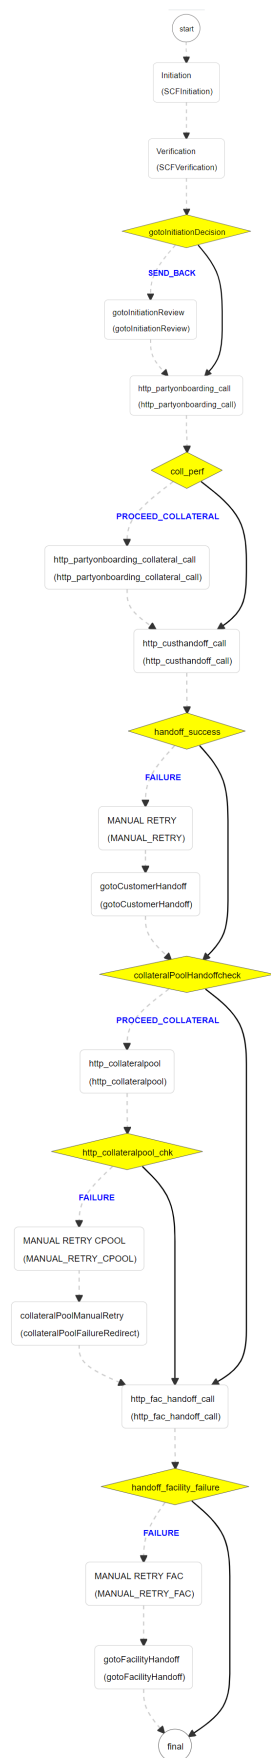 start
Initiation
(SCFInitiation)
Verification
(SCFVerification)
gotoInitiationDecision
SEND_BACK
gotoInitiationReview
(gotoInitiationReview)
http_partyonboarding_call
(http_partyonboarding_call)
coll_perf
PROCEED_COLLATERAL
http_partyonboarding_collateral_call
(http_partyonboarding_collateral_call)
http_custhandoff_call
(http_custhandoff_call)
handoff_success
FAILURE
MANUAL RETRY
(MANUAL_RETRY)
gotoCustomerHandoff
(gotoCustomerHandoff)
collateralPoolHandoffcheck
PROCEED_COLLATERAL
http_collateralpool
(http_collateralpool)
http_collateralpool_chk
FAILURE
MANUAL RETRY CPOOL
(MANUAL_RETRY_CPOOL)
collateralPoolManualRetry
(collateralPoolFailureRedirect)
http_fac_handoff_call
(http_fac_handoff_call)
handoff_facility_failure
FAILURE
MANUAL RETRY FAC
(MANUAL_RETRY_FAC)
gotoFacilityHandoff
(gotoFacilityHandoff)
final